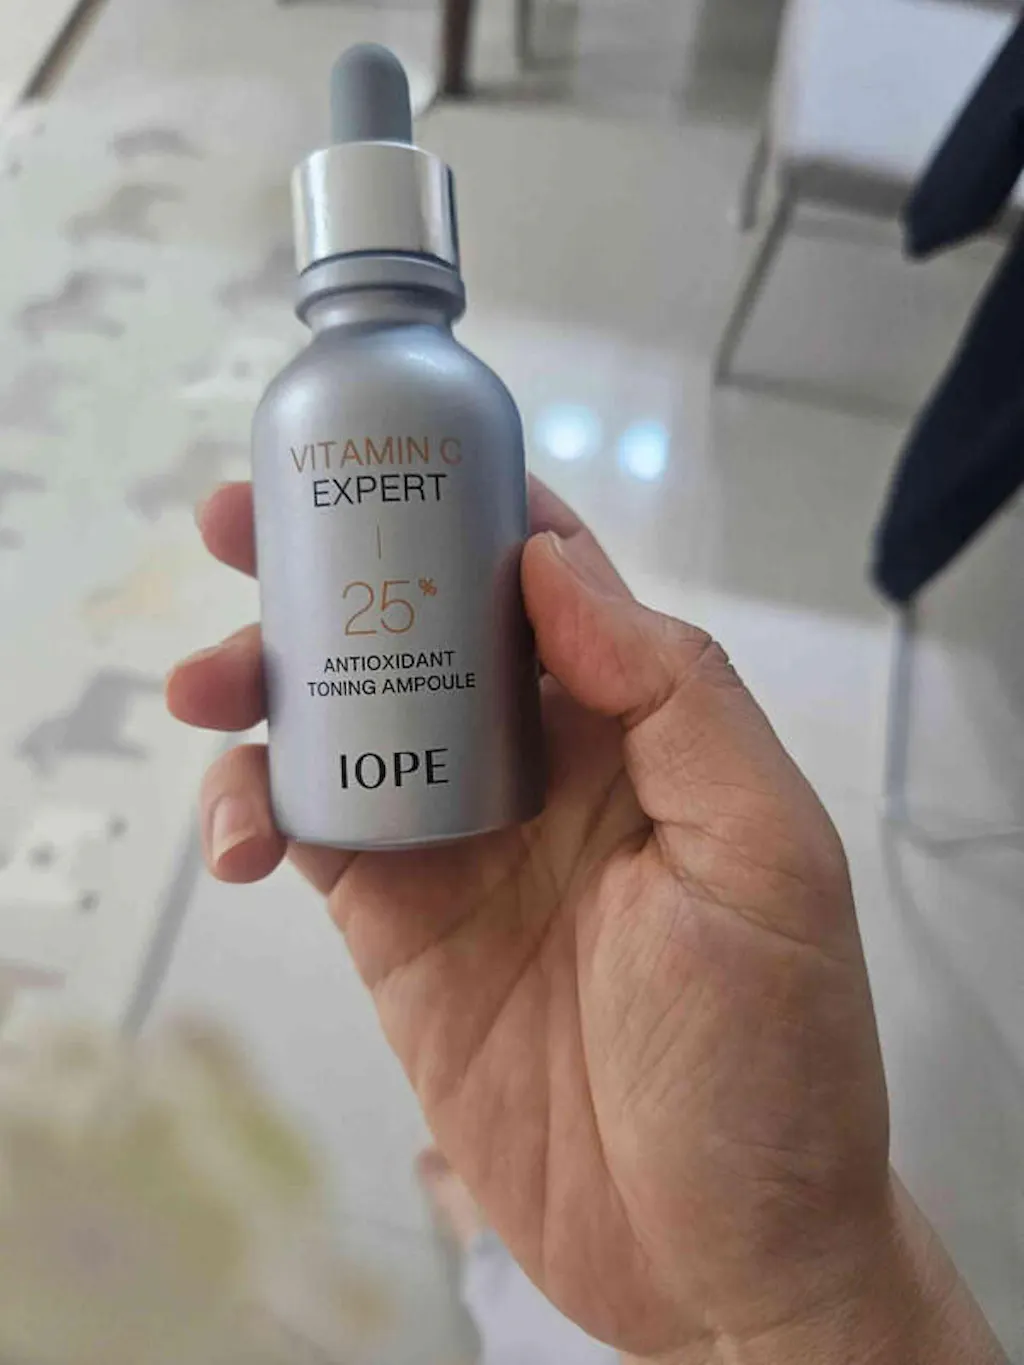 VITAMIN C
EXPERT
25%
ANTIOXIDANT
TONING AMPOULE
IOPE